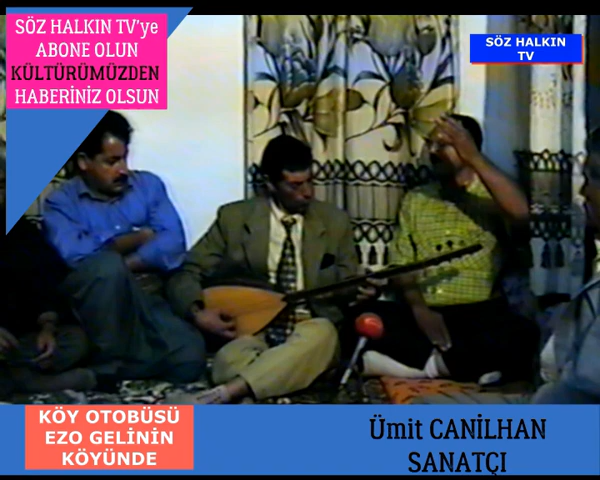 SÖZ HALKIN TV'ye
ABONE OLUN
KÜLTÜRÜMÜZDEN
HABERİNİZ OLSUN
SÖZ HALKIN
TV
KÖY OTOBÜSÜ
EZO GELİNİN
KÖYÜNDE
Ümit CANİLHAN
SANATÇI